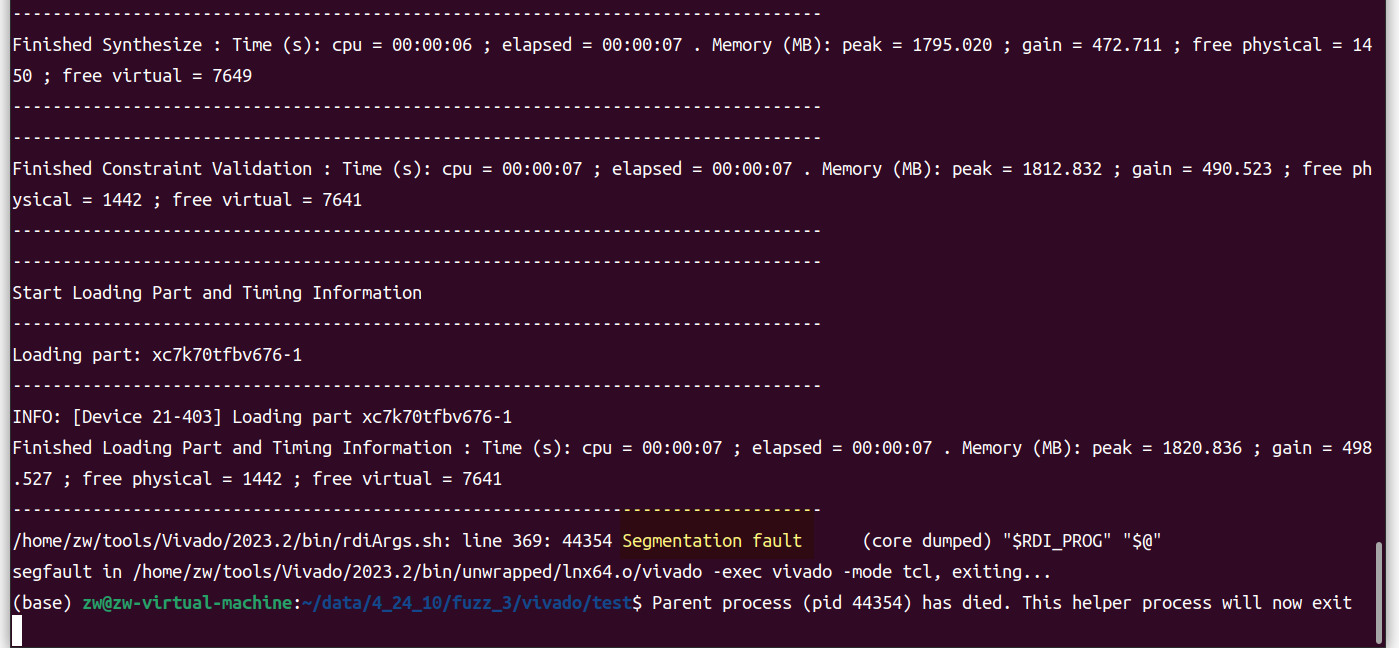 ---------------------------------------------------------------------------------
Finished Synthesize : Time (s): cpu = 00:00:06 ; elapsed = 00:00:07 . Memory (MB): peak = 1795.020 ; gain = 472.711 ; free physical = 14
50 ; free virtual = 7649
---------------------------------------------------------------------------------
---------------------------------------------------------------------------------
Finished Constraint Validation : Time (s): cpu = 00:00:07 ; elapsed = 00:00:07 . Memory (MB): peak = 1812.832 ; gain = 490.523 ; free ph
ysical = 1442 ; free virtual = 7641
---------------------------------------------------------------------------------
---------------------------------------------------------------------------------
Start Loading Part and Timing Information
---------------------------------------------------------------------------------
Loading part: xc7k70tfbv676-1
---------------------------------------------------------------------------------
INFO: [Device 21-403] Loading part xc7k70tfbv676-1
Finished Loading Part and Timing Information : Time (s): cpu = 00:00:07 ; elapsed = 00:00:07 . Memory (MB): peak = 1820.836 ; gain = 498
.527 ; free physical = 1442 ; free virtual = 7641
---------------------------------------------------------------------------------
/home/zw/tools/Vivado/2023.2/bin/rdiArgs.sh: line 369: 44354 Segmentation fault      (core dumped) "$RDI_PROG" "$@"
segfault in /home/zw/tools/Vivado/2023.2/bin/unwrapped/lnx64.o/vivado -exec vivado -mode tcl, exiting...
(base) zw@zw-virtual-machine:~/data/4_24_10/fuzz_3/vivado/test$ Parent process (pid 44354) has died. This helper process will now exit